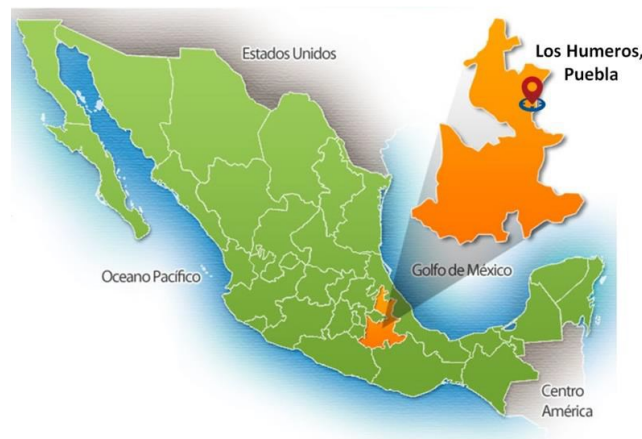 Estados Unidos
Los Humeros,
Puebla
Oceano Pacífico
Golfo de México
Centro
América